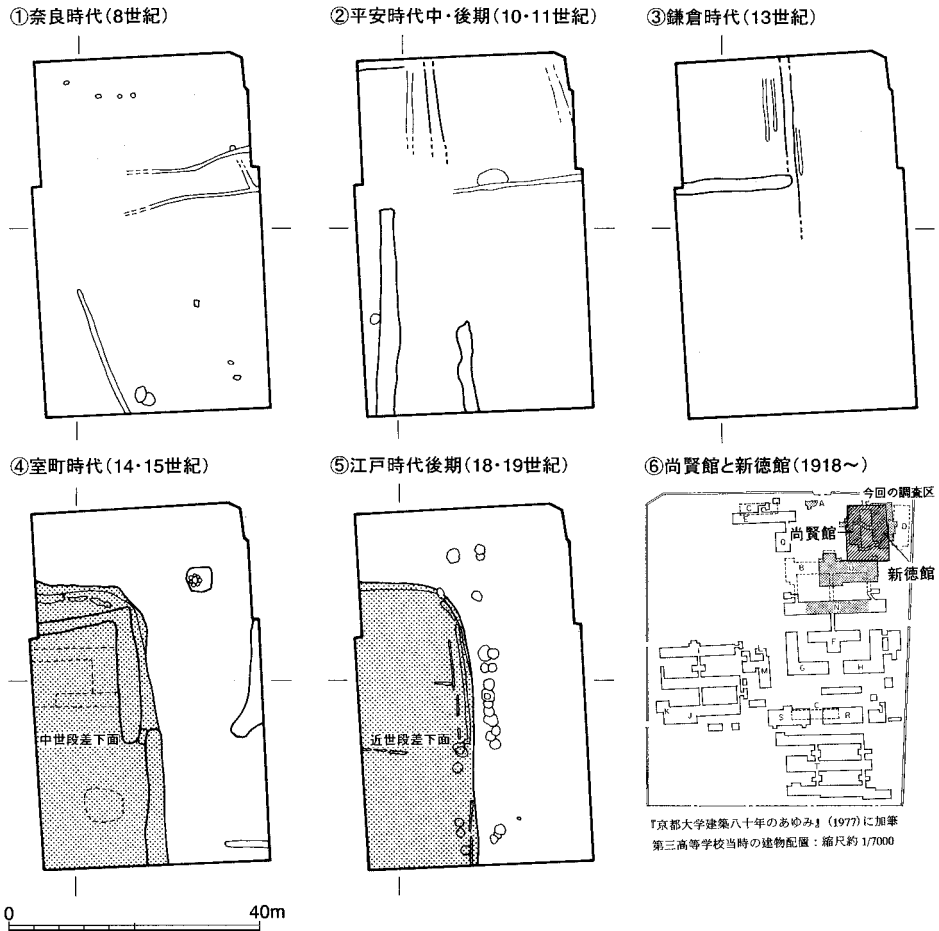 ①奈良時代(8世紀)
②平安時代中・後期(10・11世紀)
③鎌倉時代(13世紀)
④室町時代(14・15世紀)
⑤江戸時代後期(18・19世紀)
⑥尚賢館と新徳館(1918〜)
中世段差下面
近世段差下面
今回の調査区
尚賢館
新徳館
A
C
E
Q
D
B
N
F
G
H
I
M
K
J
S
C
R
T
『京都大学建築八十年のあゆみ』(1977)に加筆
第三高等学校当時の建物配置：縮尺約 1/7000
0
40m